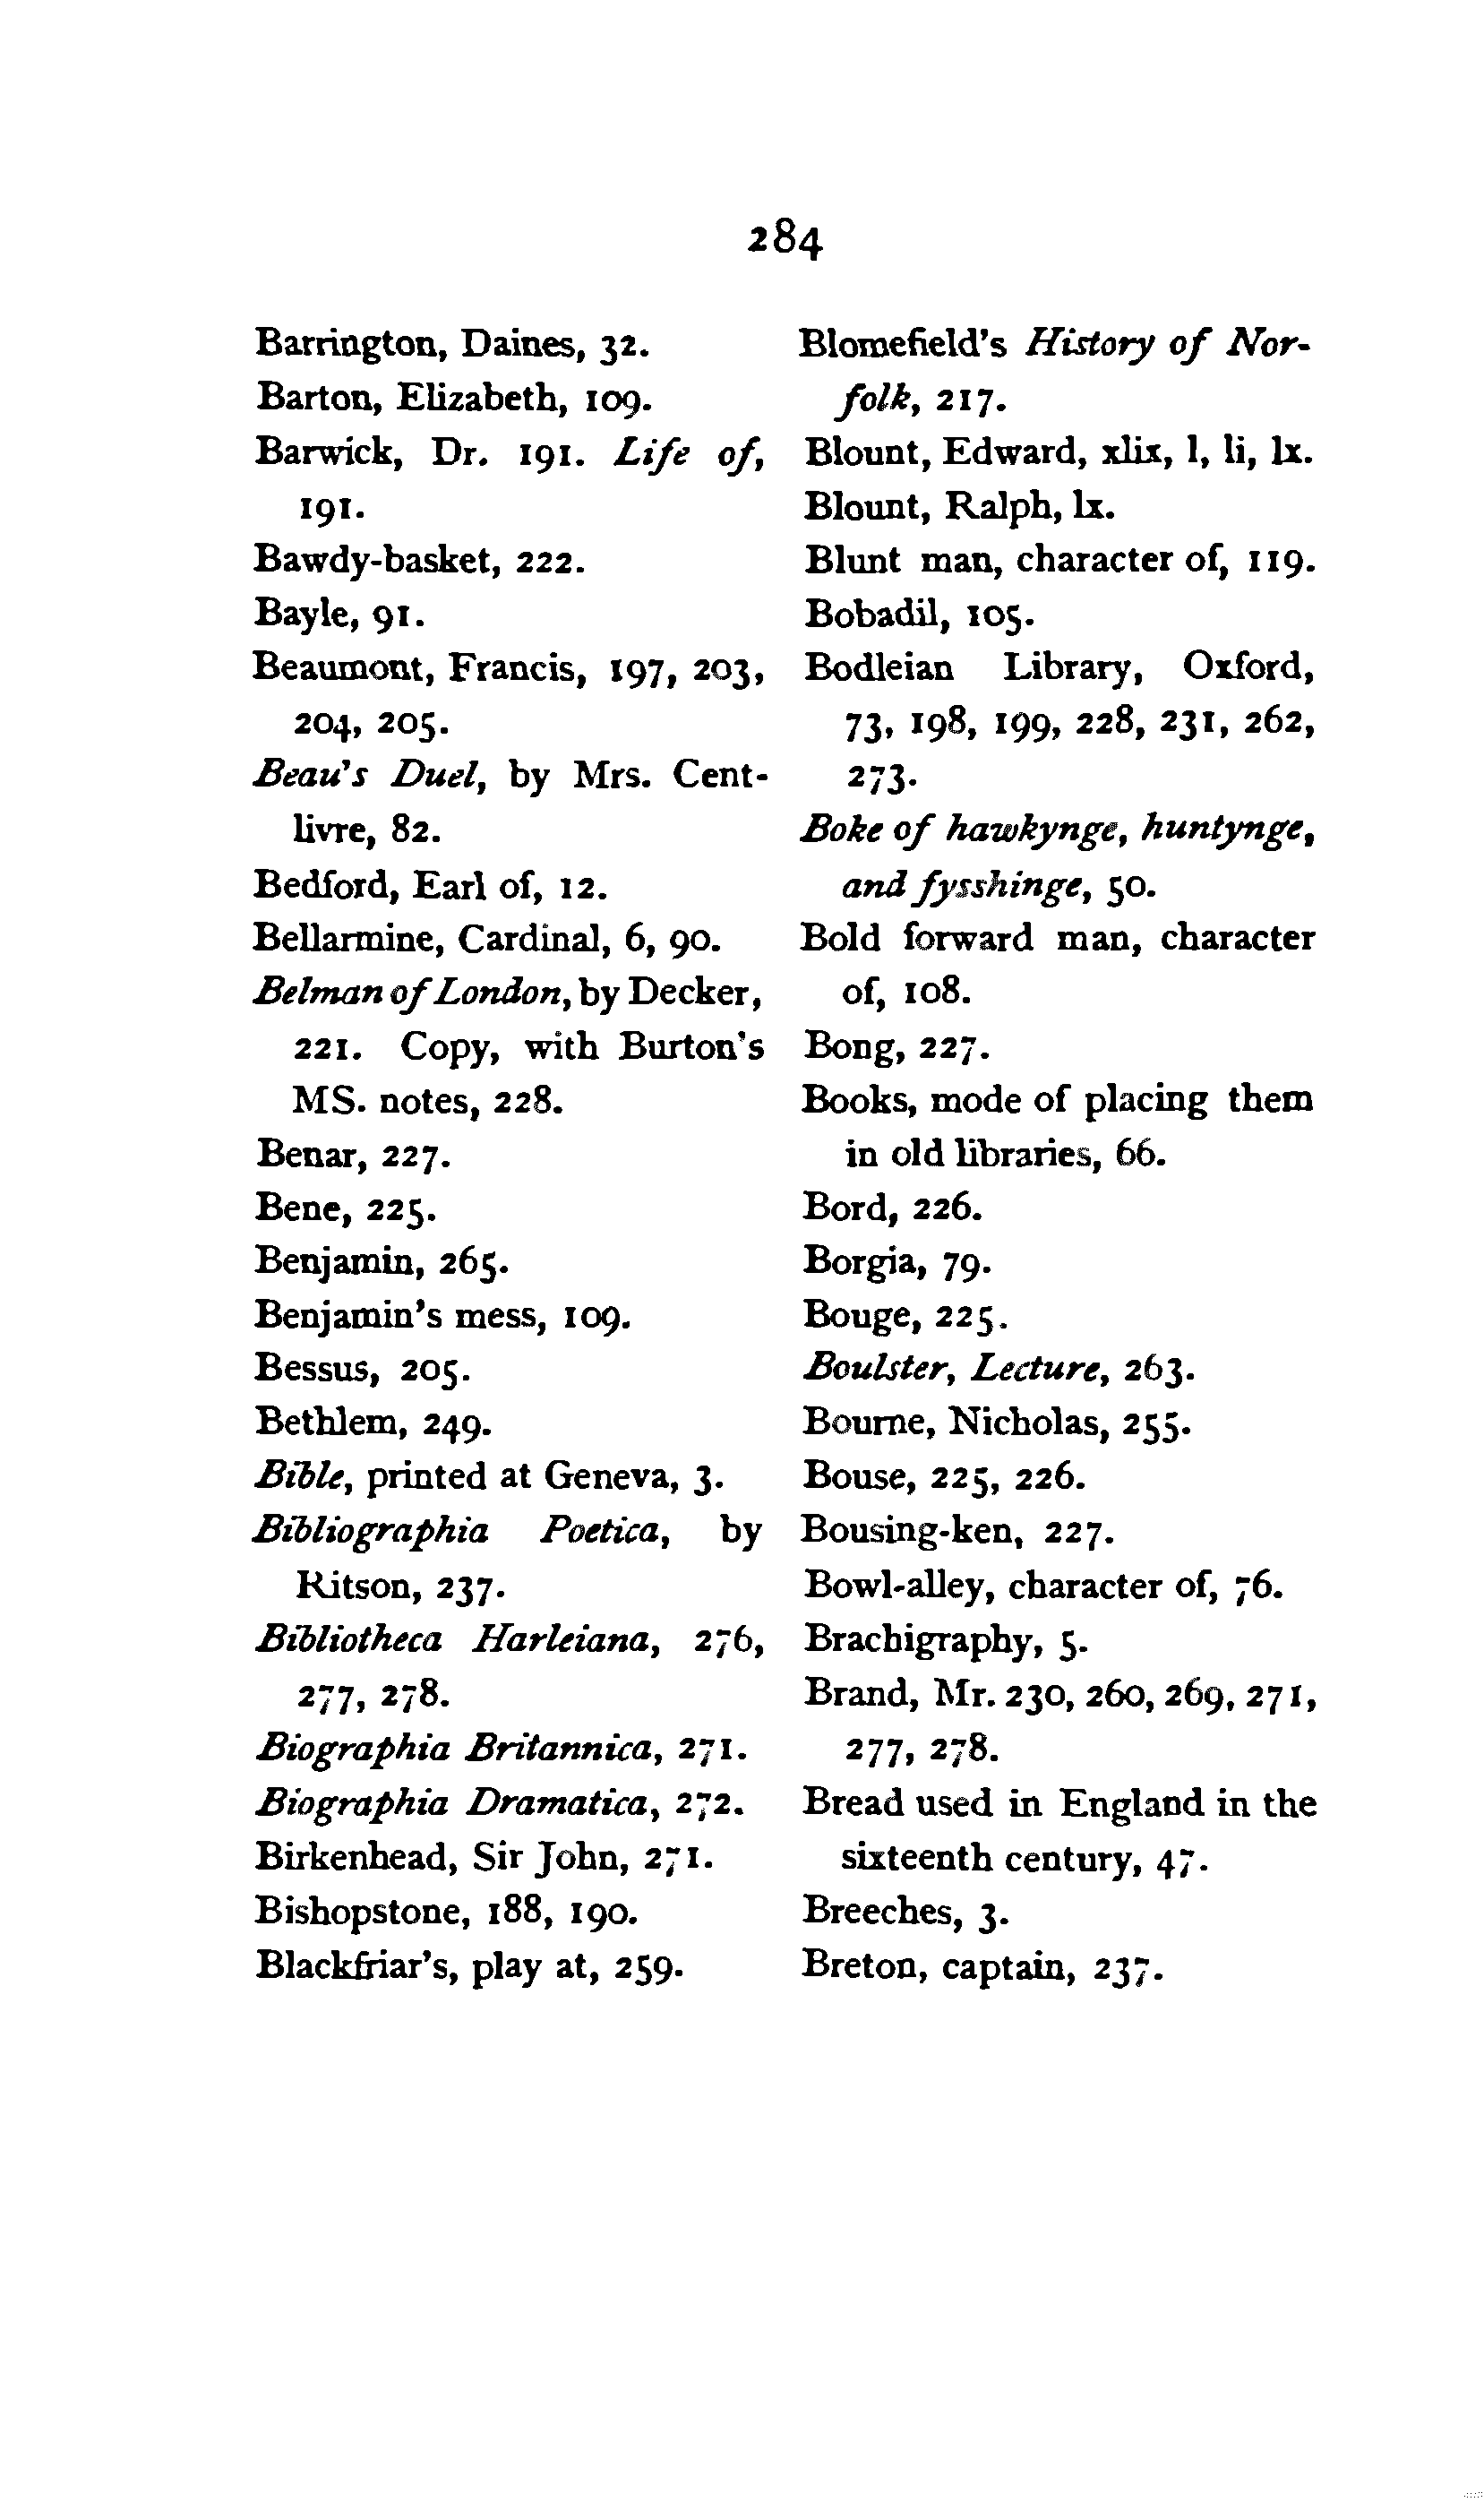 284
Barrington, Daines, 32.
Barton, Elizabeth, 109.
Barwick, Dr. 191. Life of,
191.
Bawdy-basket, 222.
Bayle, 91.
Beaumont, Francis, 197, 203,
204, 205.
Beau's Duel, by Mrs. Cent-
livre, 82.
Bedford, Earl of, 12.
Bellarmine, Cardinal, 6, 90.
Belman of London, by Decker,
221. Copy, with Burton's
MS. notes, 228.
Benar, 227.
Bene, 225.
Benjamin, 265.
Benjamin's mess, 109.
Bessus, 205.
Bethlem, 249.
Bible, printed at Geneva, 3.
Bibliographia Poetica, by
Ritson, 237.
Bibliotheca Harleiana, 276,
277, 278.
Biographia Britannica, 271.
Biographia Dramatica, 272.
Birkenhead, Sir John, 271.
Bishopstone, 188, 190.
Blackfriar's, play at, 259.
Blomefield's History of Nor-
folk, 217.
Blount, Edward, xlix, l, li, lx.
Blount, Ralph, lx.
Blunt man, character of, 119.
Bobadil, 105.
Bodleian Library, Oxford,
73, 198, 199, 228, 231, 262,
273.
Boke of hawkynge, huntynge,
and fysshinge, 50.
Bold forward man, character
of, 108.
Bong, 227.
Books, mode of placing them
in old libraries, 66.
Bord, 226.
Borgia, 79.
Bouge, 225.
Boulster, Lecture, 263.
Bourne, Nicholas, 255.
Bouse, 225, 226.
Bousing-ken, 227.
Bowl-alley, character of, 76.
Brachigraphy, 5.
Brand, Mr. 230, 260, 269, 271,
277, 278.
Bread used in England in the
sixteenth century, 47.
Breeches, 3.
Breton, captain, 237.